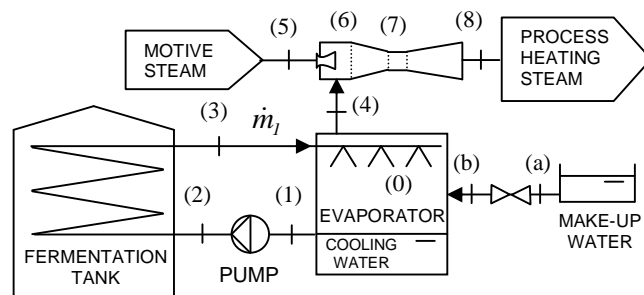 (5)
(6)
(7)
(8)
MOTIVE
STEAM
PROCESS
HEATING
STEAM
(4)
(3)
ṁ₁
(2)
(1)
(0)
(b)
(a)
EVAPORATOR
COOLING
WATER
MAKE-UP
WATER
FERMENTATION
TANK
PUMP